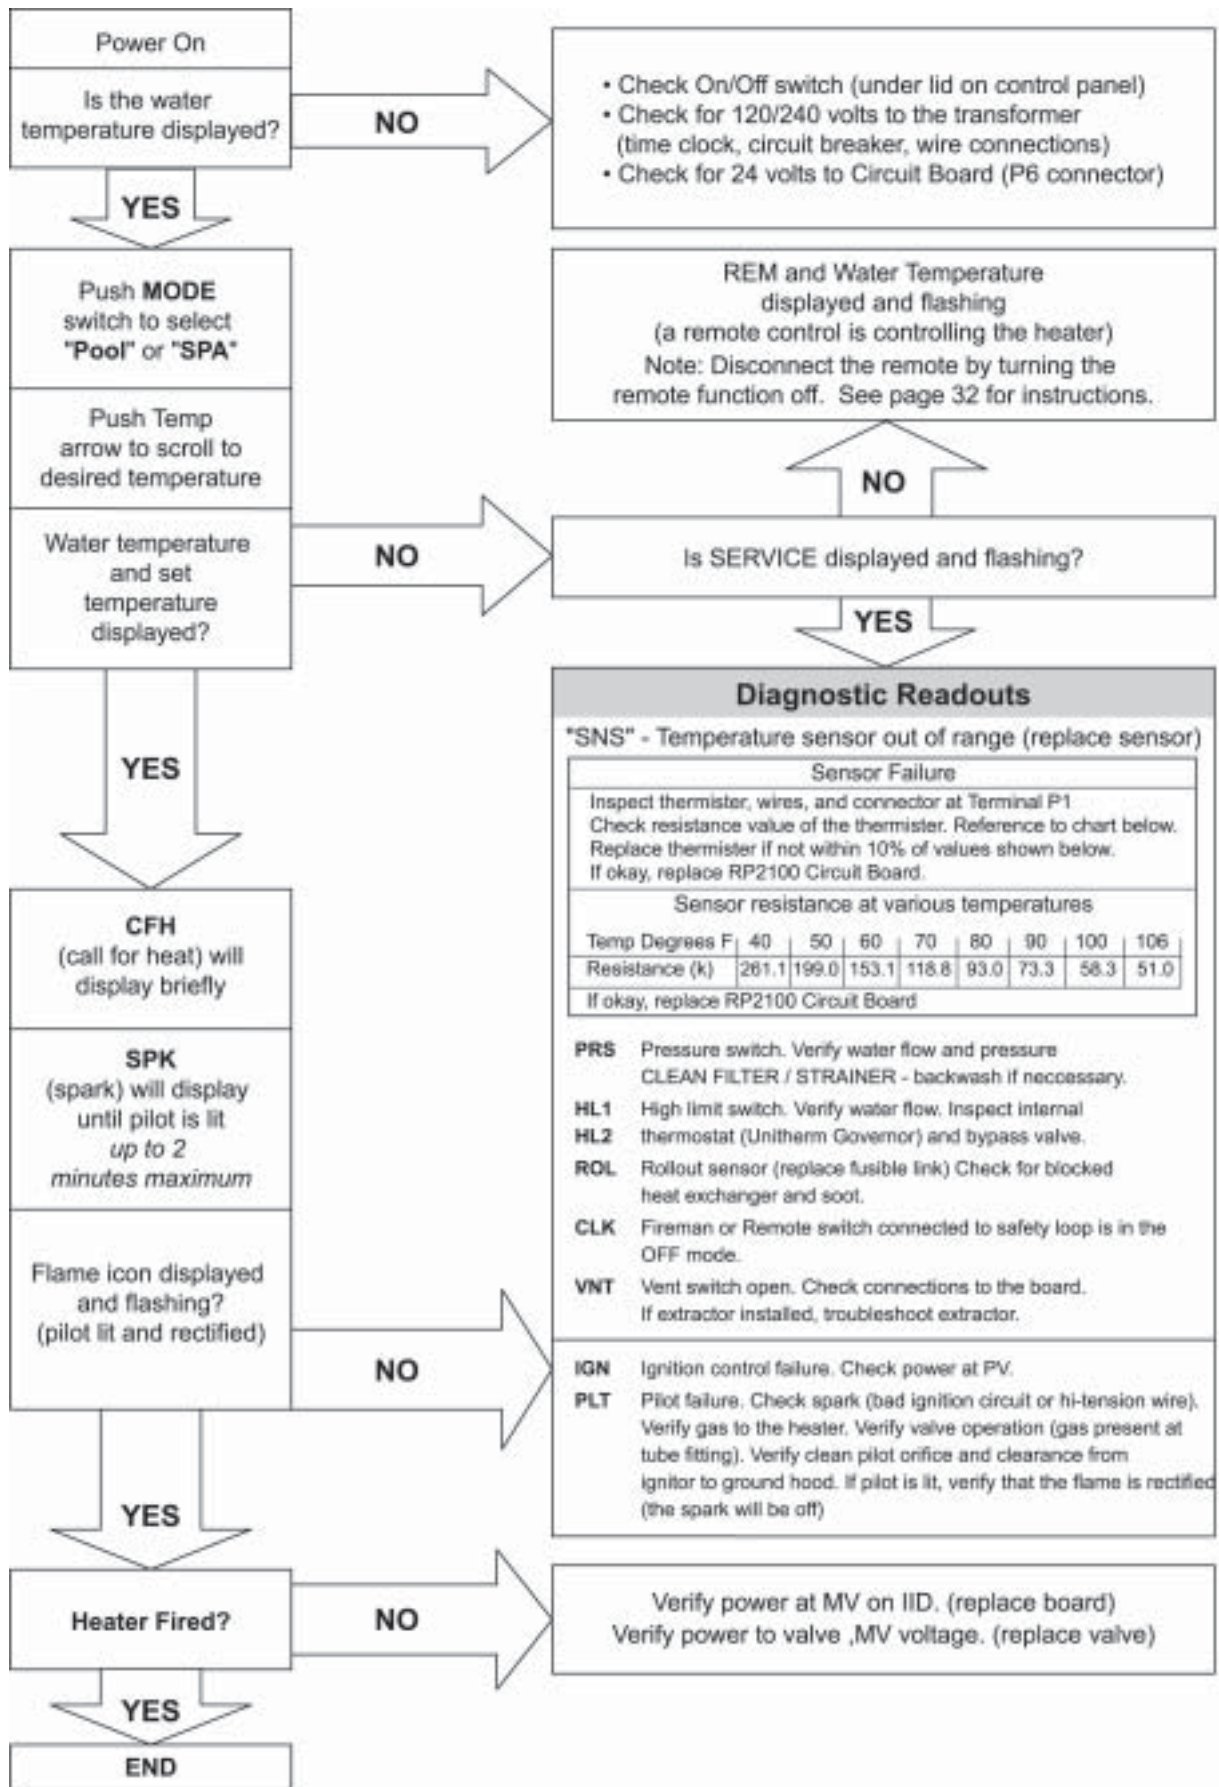 Power On
Is the water
temperature displayed?
NO
• Check On/Off switch (under lid on control panel)
• Check for 120/240 volts to the transformer
(time clock, circuit breaker, wire connections)
• Check for 24 volts to Circuit Board (P6 connector)
YES
Push MODE
switch to select
"Pool" or "SPA"
Push Temp
arrow to scroll to
desired temperature
Water temperature
and set
temperature
displayed?
NO
Is SERVICE displayed and flashing?
NO
REM and Water Temperature
displayed and flashing
(a remote control is controlling the heater)
Note: Disconnect the remote by turning the
remote function off. See page 32 for instructions.
YES
Diagnostic Readouts
"SNS" - Temperature sensor out of range (replace sensor)
Sensor Failure
Inspect thermister, wires, and connector at Terminal P1
Check resistance value of the thermister. Reference to chart below.
Replace thermister if not within 10% of values shown below.
If okay, replace RP2100 Circuit Board.
Sensor resistance at various temperatures
Temp Degrees F 40 50 60 70 80 90 100 106
Resistance (k) 261.1 199.0 153.1 118.8 93.0 73.3 58.3 51.0
If okay, replace RP2100 Circuit Board
PRS Pressure switch. Verify water flow and pressure
CLEAN FILTER / STRAINER - backwash if neccessary.
HL1 High limit switch. Verify water flow. Inspect internal
HL2 thermostat (Unitherm Governor) and bypass valve.
ROL Rollout sensor (replace fusible link) Check for blocked
heat exchanger and soot.
CLK Fireman or Remote switch connected to safety loop is in the
OFF mode.
VNT Vent switch open. Check connections to the board.
If extractor installed, troubleshoot extractor.
IGN Ignition control failure. Check power at PV.
PLT Pilot failure. Check spark (bad ignition circuit or hi-tension wire).
Verify gas to the heater. Verify valve operation (gas present at
tube fitting). Verify clean pilot orifice and clearance from
ignitor to ground hood. If pilot is lit, verify that the flame is rectified
(the spark will be off)
YES
CFH
(call for heat) will
display briefly
SPK
(spark) will display
until pilot is lit
up to 2
minutes maximum
Flame icon displayed
and flashing?
(pilot lit and rectified)
NO
YES
Heater Fired?
NO
Verify power at MV on IID. (replace board)
Verify power to valve ,MV voltage. (replace valve)
YES
END